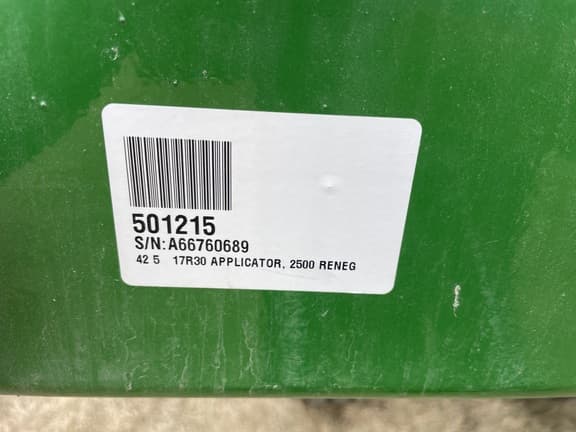 501215
S/N:A66760689
42 5 17R30 APPLICATOR, 2500 RENEG